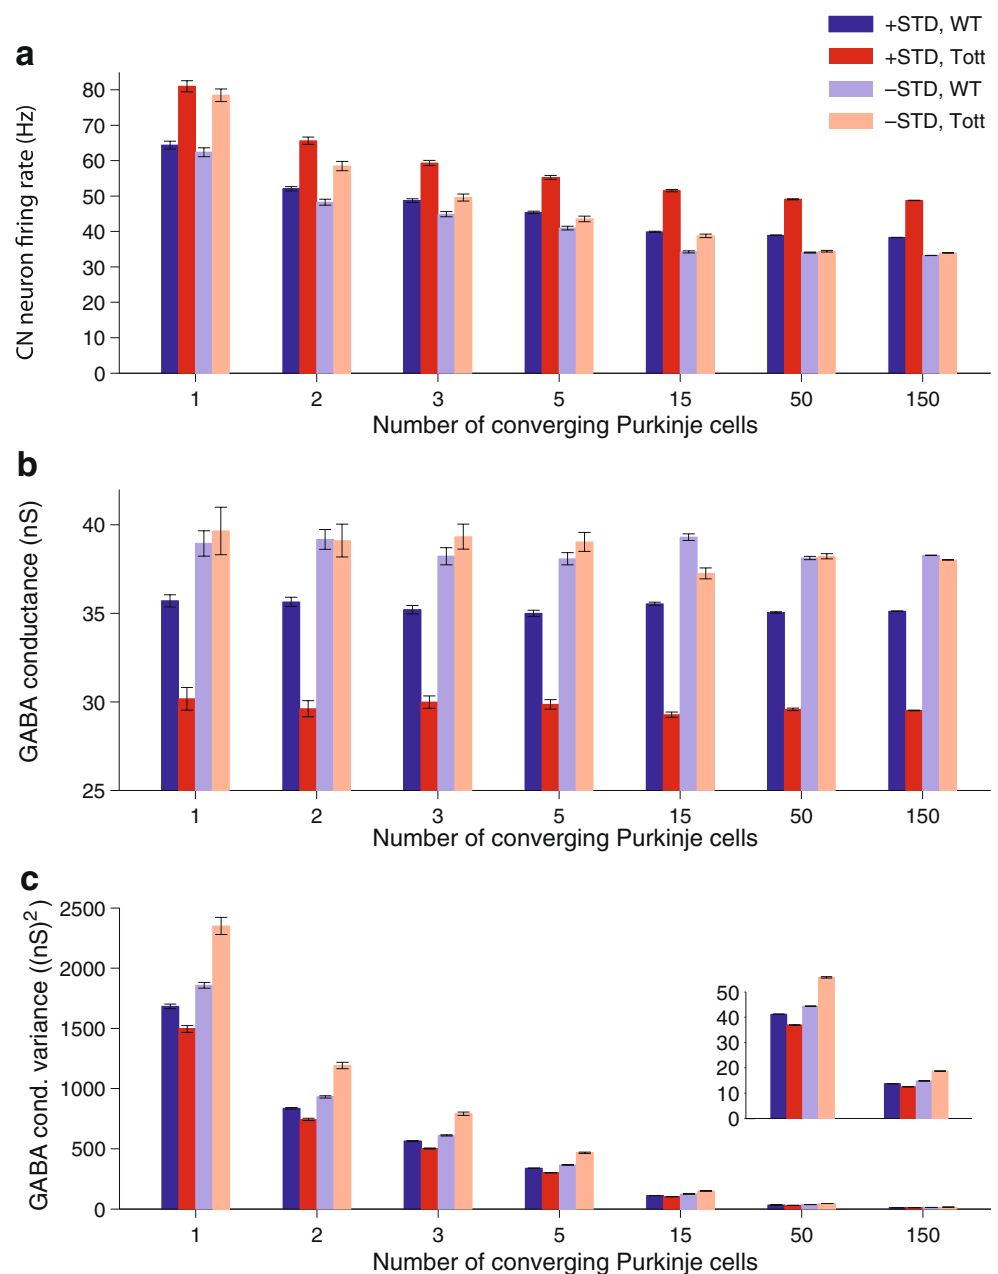 +STD, WT
+STD, Tott
–STD, WT
–STD, Tott
a
CN neuron firing rate (Hz)
80
70
60
50
40
30
20
10
0
1 2 3 5 15 50 150
Number of converging Purkinje cells
b
GABA conductance (nS)
40
35
30
25
1 2 3 5 15 50 150
Number of converging Purkinje cells
c
GABA cond. variance ((nS)²)
2500
2000
1500
1000
500
0
50
40
30
20
10
0
1 2 3 5 15 50 150
Number of converging Purkinje cells